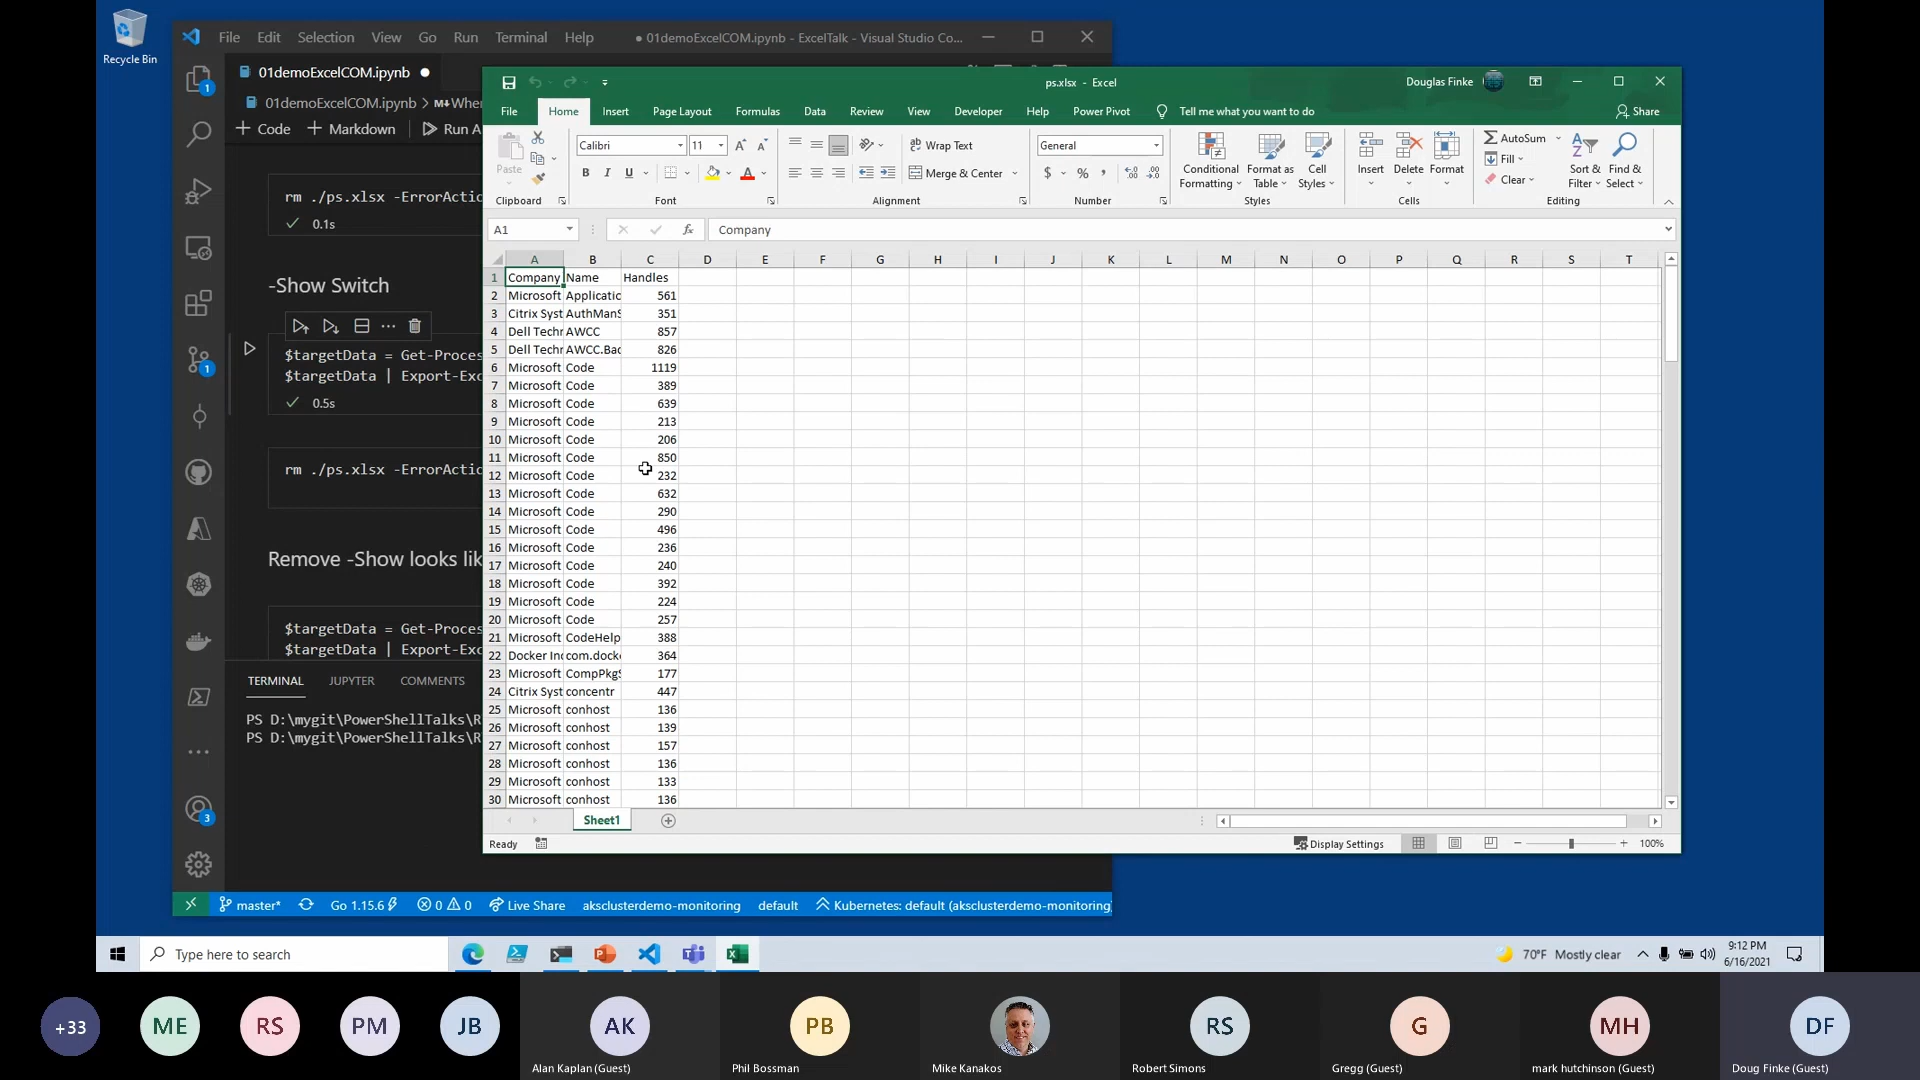 Recycle Bin
File Edit Selection View Go Run Terminal Help
● 01demoExcelCOM.ipynb - ExcelTalk - Visual Studio Co...
01demoExcelCOM.ipynb ●
01demoExcelCOM.ipynb > M↓Whe
+ Code + Markdown Run A
rm ./ps.xlsx -ErrorActic
0.1s
-Show Switch
$targetData = Get-Proces
$targetData | Export-Exc
0.5s
rm ./ps.xlsx -ErrorActic
Remove -Show looks lik
$targetData = Get-Proces
$targetData | Export-Exc
TERMINAL JUPYTER COMMENTS
PS D:\mygit\PowerShellTalks\R
PS D:\mygit\PowerShellTalks\R
1
1
3
master* Go 1.15.6 0 0 Live Share aksclusterdemo-monitoring default Kubernetes: default (aksclusterdemo-monitoring)
ps.xlsx - Excel
Douglas Finke
File Home Insert Page Layout Formulas Data Review View Developer Help Power Pivot Tell me what you want to do Share
Paste
Calibri 11
B I U
Wrap Text
Merge & Center
General
$ % ,
Conditional Formatting
Format as Table
Cell Styles
Insert Delete Format
AutoSum
Fill
Clear
Sort & Filter
Find & Select
Clipboard Font Alignment Number Styles Cells Editing
A1 fx Company
A B C D E F G H I J K L M N O P Q R S T
1 Company Name Handles
2 Microsoft Applicatio 561
3 Citrix Syst AuthManS 351
4 Dell Techr AWCC 857
5 Dell Techr AWCC.Bac 826
6 Microsoft Code 1119
7 Microsoft Code 389
8 Microsoft Code 639
9 Microsoft Code 213
10 Microsoft Code 206
11 Microsoft Code 850
12 Microsoft Code 232
13 Microsoft Code 632
14 Microsoft Code 290
15 Microsoft Code 496
16 Microsoft Code 236
17 Microsoft Code 240
18 Microsoft Code 392
19 Microsoft Code 224
20 Microsoft Code 257
21 Microsoft CodeHelp 388
22 Docker Inc com.docke 364
23 Microsoft CompPkgS 177
24 Citrix Syst concentr 447
25 Microsoft conhost 136
26 Microsoft conhost 139
27 Microsoft conhost 157
28 Microsoft conhost 136
29 Microsoft conhost 133
30 Microsoft conhost 136
Sheet1
Ready
Display Settings
100%
Type here to search
70°F Mostly clear
9:12 PM
6/16/2021
+33 ME RS PM JB AK PB RS G MH DF
Alan Kaplan (Guest) Phil Bossman Mike Kanakos Robert Simons Gregg (Guest) mark hutchinson (Guest) Doug Finke (Guest)